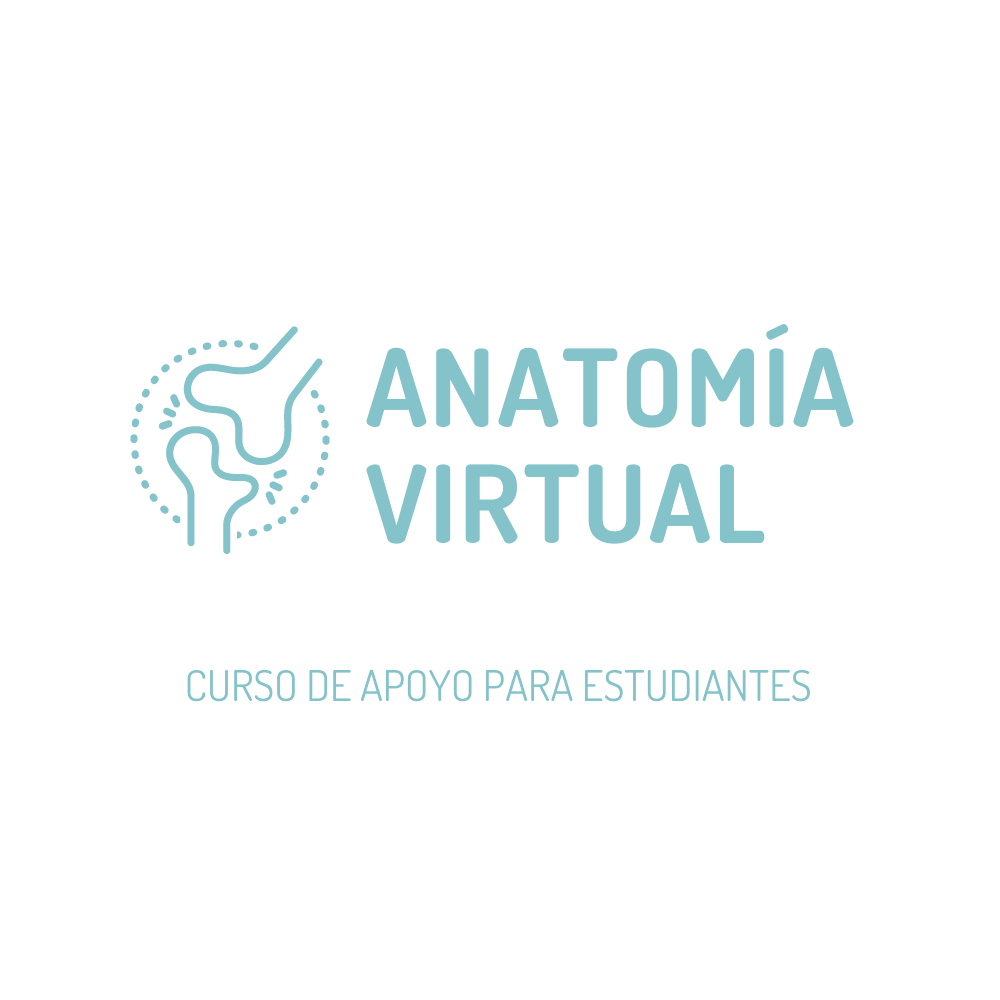 ANATOMÍA
VIRTUAL
CURSO DE APOYO PARA ESTUDIANTES